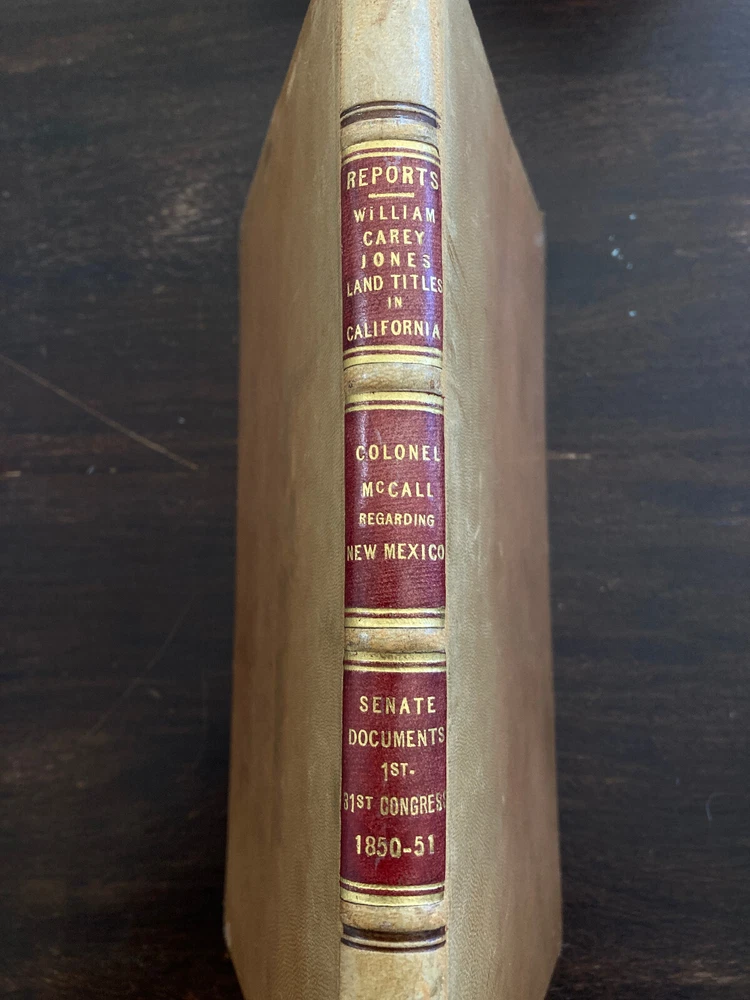 REPORTS
WILLIAM
CAREY
JONES
LAND TITLES
IN
CALIFORNIA
COLONEL
McCALL
REGARDING
NEW MEXICO
SENATE
DOCUMENTS
1ST-
31ST CONGRESS
1850-51